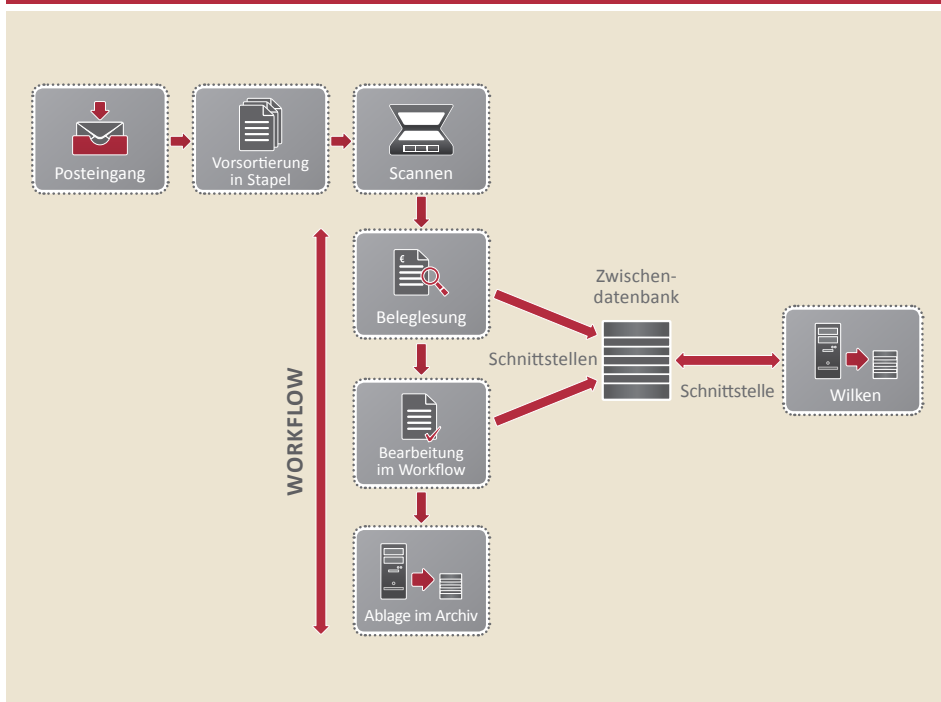 Posteingang
Vorsortierung
in Stapel
Scannen
WORKFLOW
€
Beleglesung
Zwischen-
datenbank
Schnittstellen
Schnittstelle
Wilken
Bearbeitung
im Workflow
Ablage im Archiv